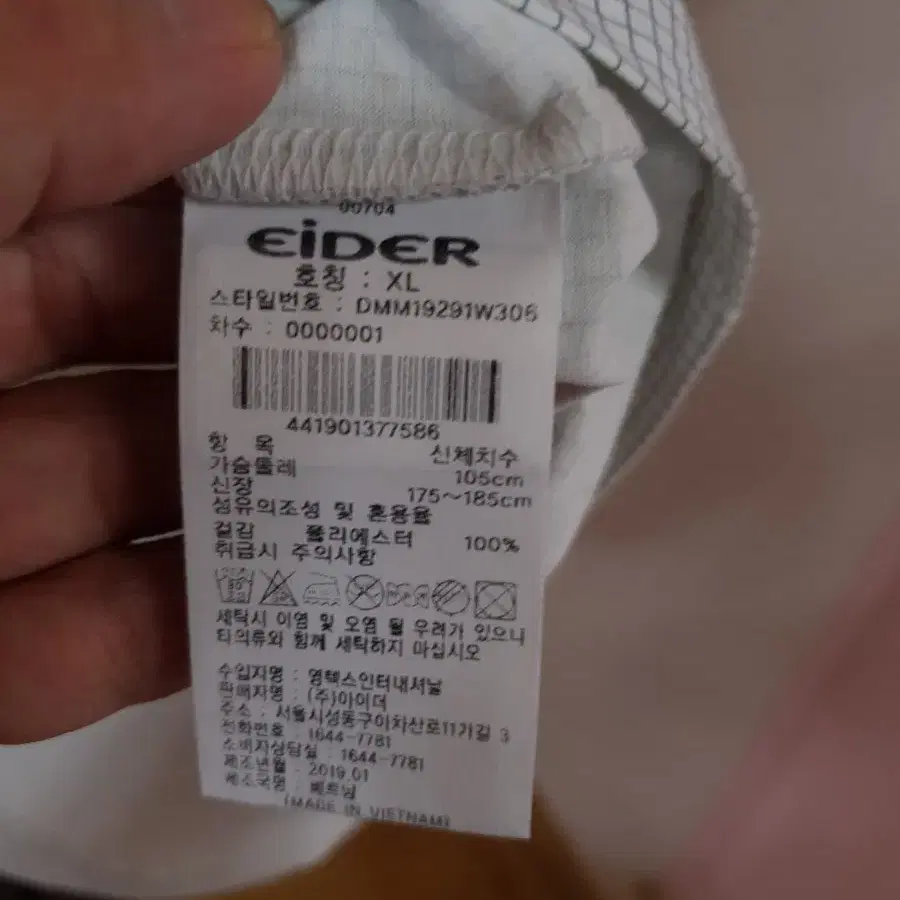 00704
EiDER
호칭 : XL
스타일번호 : DMM19291W306
차수 : 0000001
441901377586
항 목 신체치수
가슴둘레 105cm
신장 175~185cm
섬유의조성 및 혼용율
겉감 폴리에스터 100%
취급시 주의사항
세탁시 이염 및 오염 될 우려가 있으니
타의류와 함께 세탁하지 마십시오
수입자명 : 영텍스인터내셔날
판매자명 : (주)아이더
주소 : 서울시성동구이차산로11가길 3
전화번호 : 1644-7781
소비자상담실 : 1644-7781
제조년월 : 2019.01
제조국명 : 베트남
(MADE IN VIETNAM)